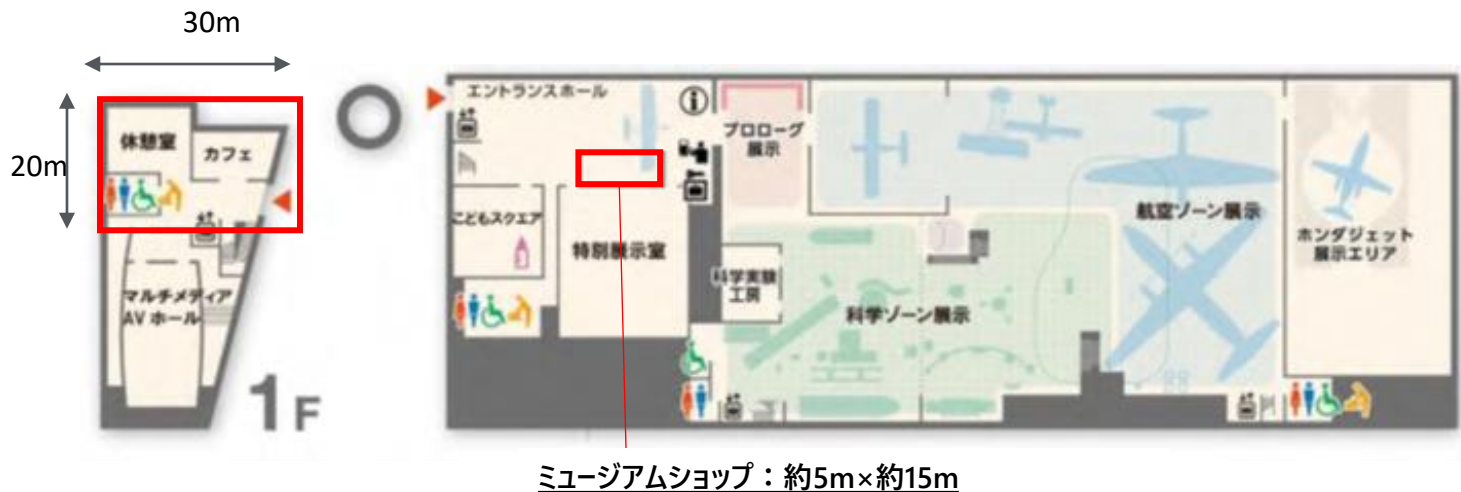 30m
20m
休憩室
カフェ
マルチメディア
AV ホール
1F
エントランスホール
こどもスクエア
特別展示室
プロローグ
展示
科学実験
工房
科学ゾーン展示
航空ゾーン展示
ホンダジェット
展示エリア
ミュージアムショップ：約5m×約15m